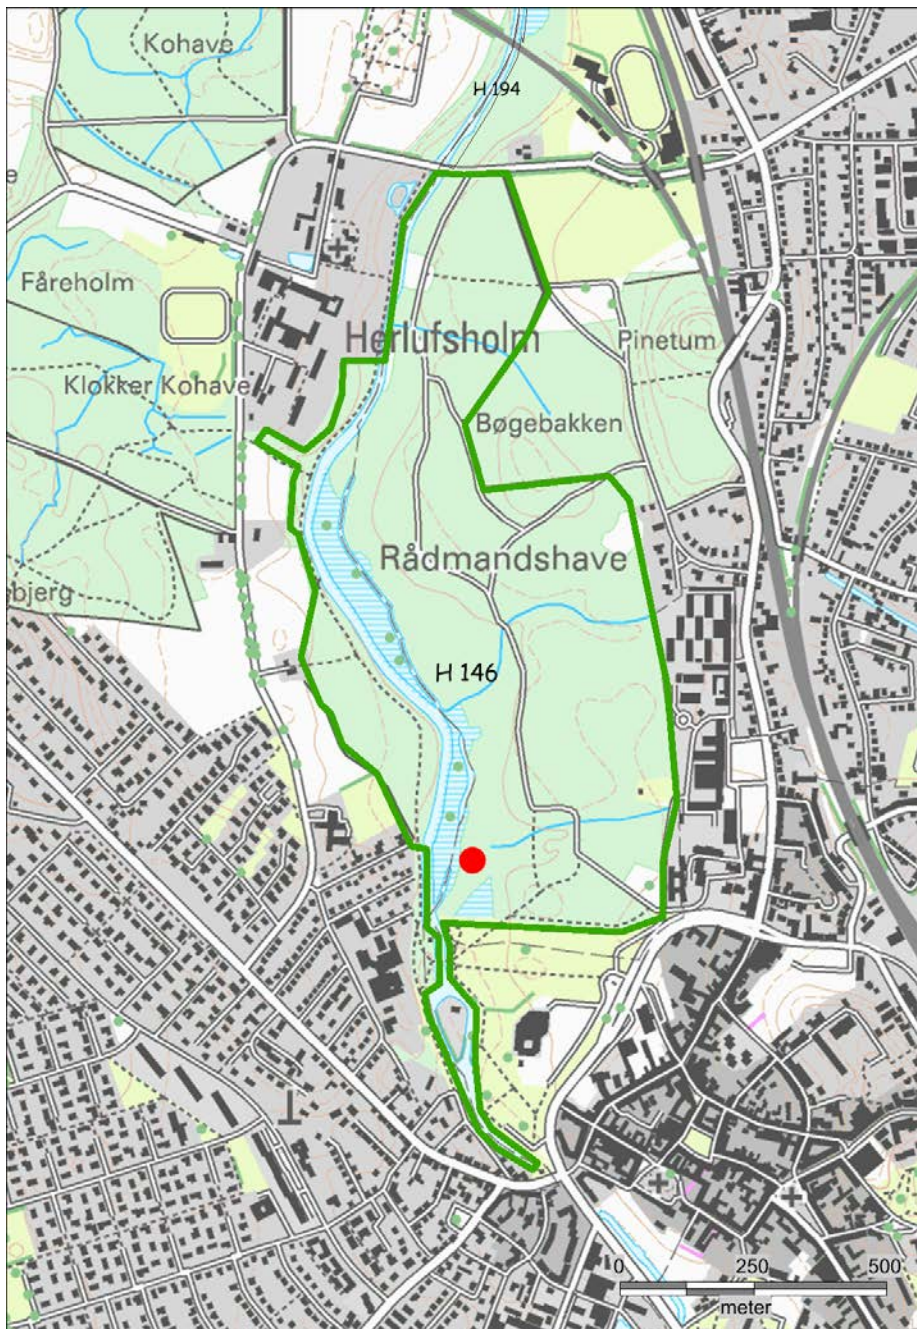 Kohave
H 194
Fåreholm
Herlufsholm
Pinetum
Klokker Kohave
Bøgebakken
Rådmandshave
bjerg
H 146
0 250 500
meter